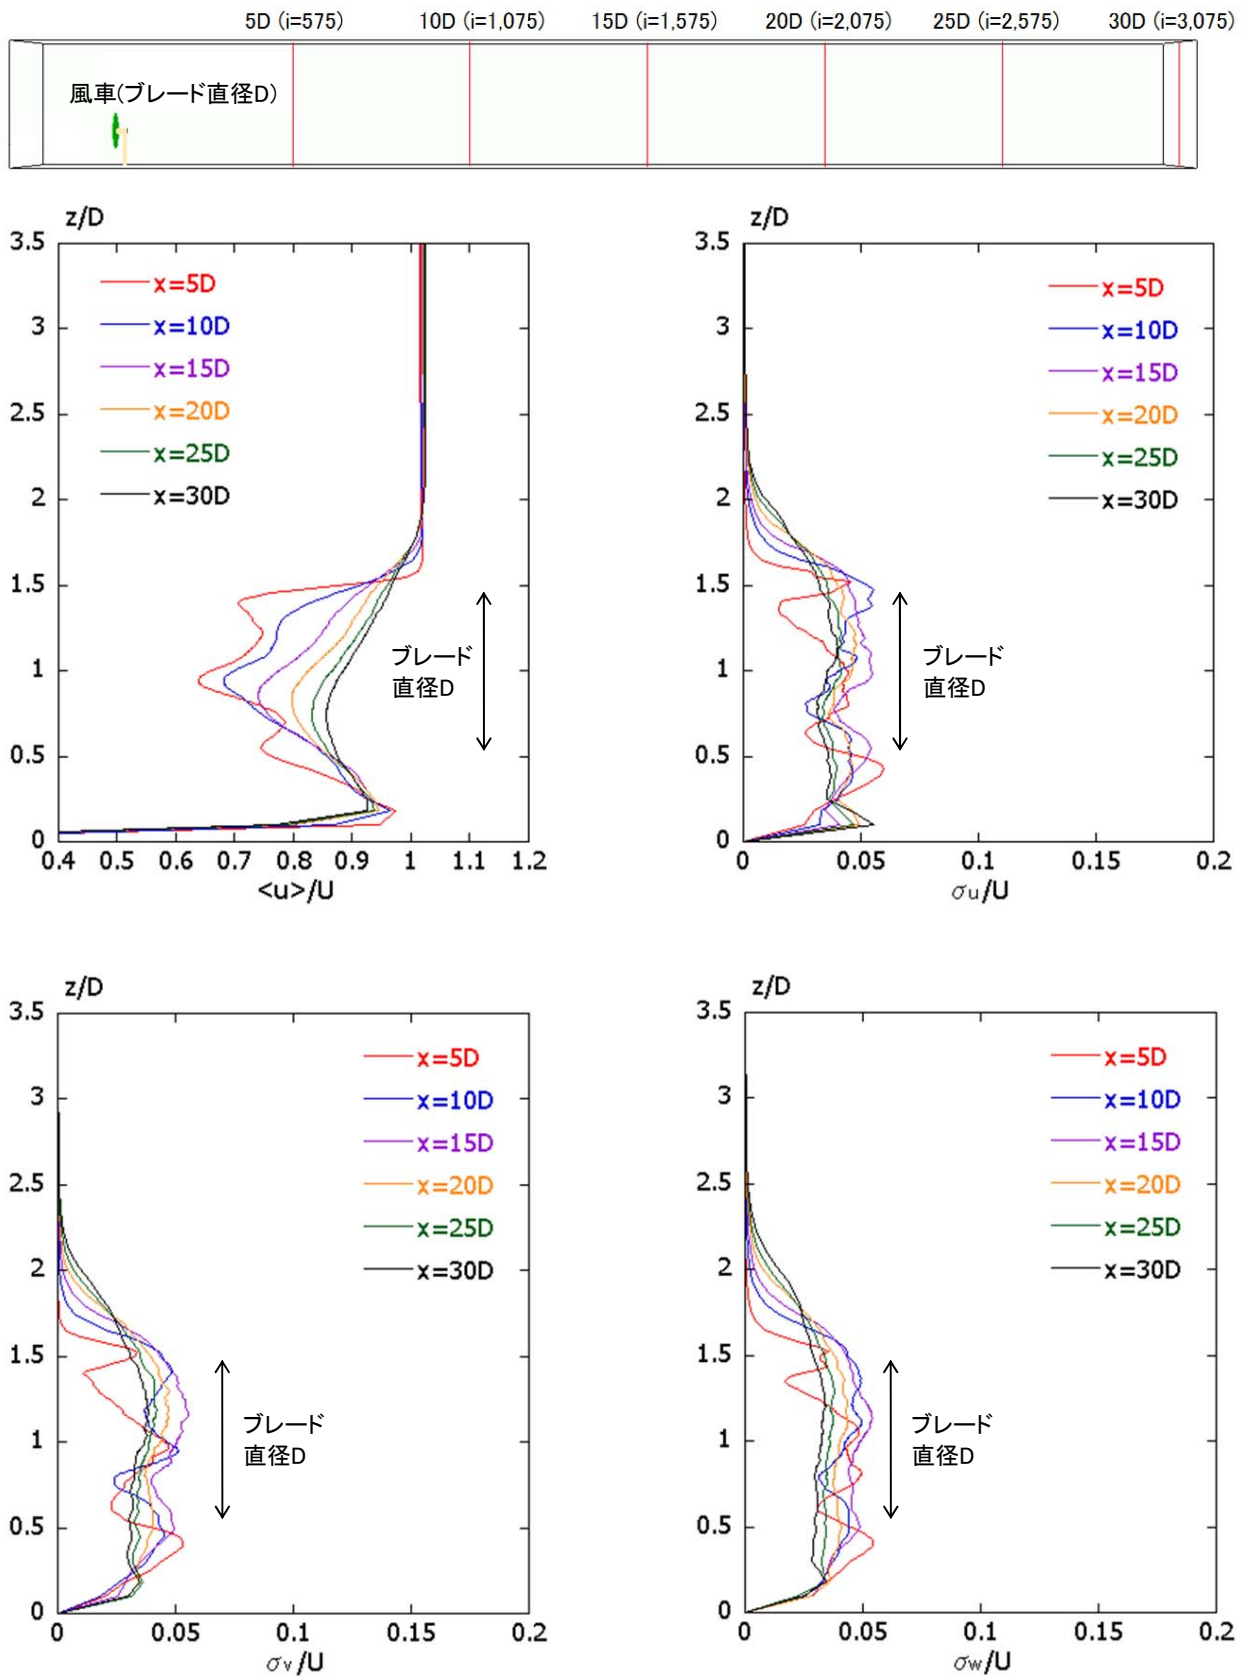 5D (i=575) 10D (i=1,075) 15D (i=1,575) 20D (i=2,075) 25D (i=2,575) 30D (i=3,075)
風車(ブレード直径D)
z/D
3.5
3
2.5
2
1.5
1
0.5
0
x=5D
x=10D
x=15D
x=20D
x=25D
x=30D
ブレード
直径D
0.4 0.5 0.6 0.7 0.8 0.9 1 1.1 1.2
<u>/U
z/D
3.5
3
2.5
2
1.5
1
0.5
0
x=5D
x=10D
x=15D
x=20D
x=25D
x=30D
ブレード
直径D
0 0.05 0.1 0.15 0.2
σu/U
z/D
3.5
3
2.5
2
1.5
1
0.5
0
x=5D
x=10D
x=15D
x=20D
x=25D
x=30D
ブレード
直径D
0 0.05 0.1 0.15 0.2
σv/U
z/D
3.5
3
2.5
2
1.5
1
0.5
0
x=5D
x=10D
x=15D
x=20D
x=25D
x=30D
ブレード
直径D
0 0.05 0.1 0.15 0.2
σw/U